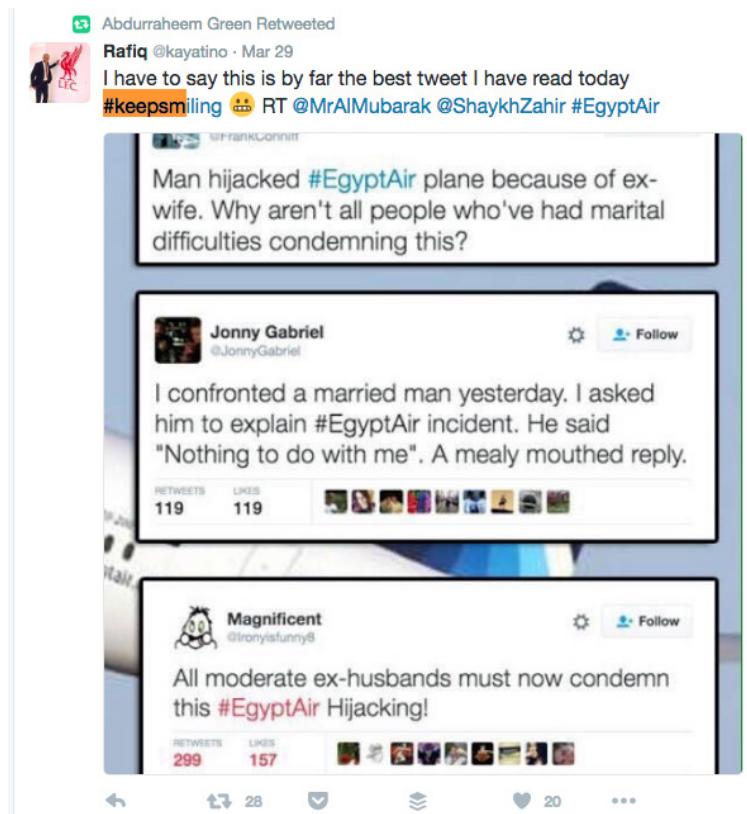 Abdurraheem Green Retweeted
Rafiq @kayatino · Mar 29
I have to say this is by far the best tweet I have read today
#keepsmiling 😬 RT @MrAlMubarak @ShaykhZahir #EgyptAir
L.F.C.
@FrankConniff
Man hijacked #EgyptAir plane because of ex-
wife. Why aren't all people who've had marital
difficulties condemning this?
Jonny Gabriel
@JonnyGabriel
Follow
I confronted a married man yesterday. I asked
him to explain #EgyptAir incident. He said
"Nothing to do with me". A mealy mouthed reply.
RETWEETS LIKES
119 119
Magnificent
@Ironyisfunny8
Follow
All moderate ex-husbands must now condemn
this #EgyptAir Hijacking!
RETWEETS LIKES
299 157
28 20